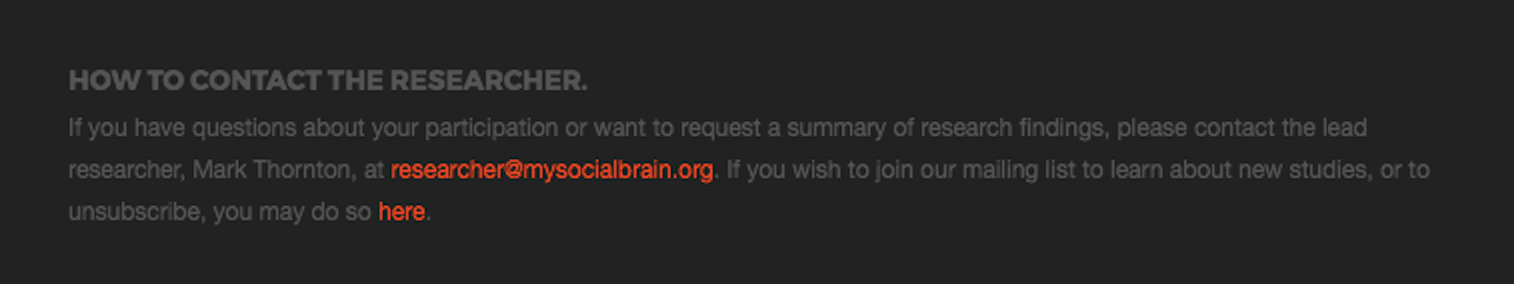 HOW TO CONTACT THE RESEARCHER.
If you have questions about your participation or want to request a summary of research findings, please contact the lead
researcher, Mark Thornton, at researcher@mysocialbrain.org. If you wish to join our mailing list to learn about new studies, or to
unsubscribe, you may do so here.